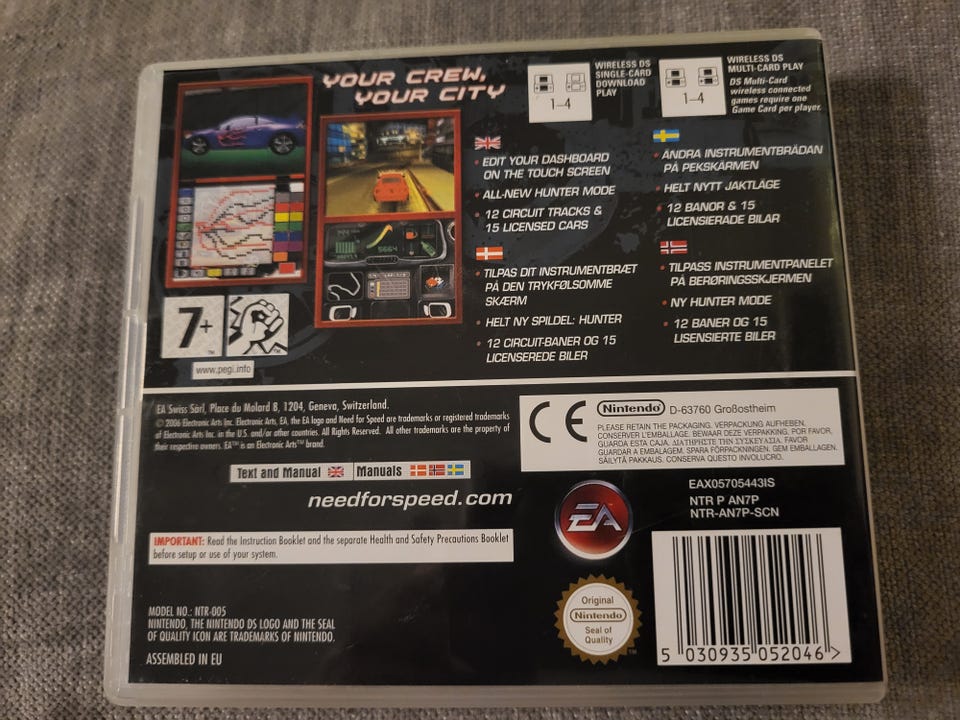 YOUR CREW,
YOUR CITY
1-4
WIRELESS DS
SINGLE-CARD
DOWNLOAD
PLAY
1-4
WIRELESS DS
MULTI-CARD PLAY
DS Multi-Card
wireless connected
games require one
Game Card per player.
• EDIT YOUR DASHBOARD
ON THE TOUCH SCREEN
• ALL-NEW HUNTER MODE
• 12 CIRCUIT TRACKS &
15 LICENSED CARS
• ÄNDRA INSTRUMENTBRÄDAN
PÅ PEKSKÄRMEN
• HELT NYTT JAKTLÄGE
• 12 BANOR & 15
LICENSIERADE BILAR
• TILPAS DIT INSTRUMENTBRÆT
PÅ DEN TRYKFØLSOMME
SKÆRM
• HELT NY SPILDEL: HUNTER
• 12 CIRCUIT-BANER OG 15
LICENSEREDE BILER
• TILPASS INSTRUMENTPANELET
PÅ BERØRINGSSKJERMEN
• NY HUNTER MODE
• 12 BANER OG 15
LISENSIERTE BILER
7+
™
™
www.pegi.info
EA Swiss Sàrl, Place du Molard 8, 1204, Geneva, Switzerland.
© 2006 Electronic Arts Inc. Electronic Arts, EA, the EA logo and Need for Speed are trademarks or registered trademarks
of Electronic Arts Inc. in the U.S. and/or other countries. All Rights Reserved. All other trademarks are the property of
their respective owners. EA™ is an Electronic Arts™ brand.
Text and Manual
Manuals
needforspeed.com
IMPORTANT: Read the Instruction Booklet and the separate Health and Safety Precautions Booklet
before setup or use of your system.
MODEL NO.: NTR-005
NINTENDO, THE NINTENDO DS LOGO AND THE SEAL
OF QUALITY ICON ARE TRADEMARKS OF NINTENDO.
ASSEMBLED IN EU
CE
Nintendo® D-63760 Großostheim
PLEASE RETAIN THE PACKAGING. VERPACKUNG AUFHEBEN.
CONSERVER L'EMBALLAGE. BEWAAR DEZE VERPAKKING. POR FAVOR,
GUARDA ESTA CAJA. ΔΙΑΤΗΡΗΣΤΕ ΤΗΝ ΣΥΣΚΕΥΑΣΙΑ. FAVOR
GUARDAR A EMBALAGEM. SPARA FÖRPACKNINGEN. GEM EMBALLAGEN.
SÄILYTÄ PAKKAUS. CONSERVA QUESTO INVOLUCRO.
EAX05705443IS
NTR P AN7P
NTR-AN7P-SCN
EA
Original
Nintendo®
Seal of
Quality
™
5 030935 052046 >